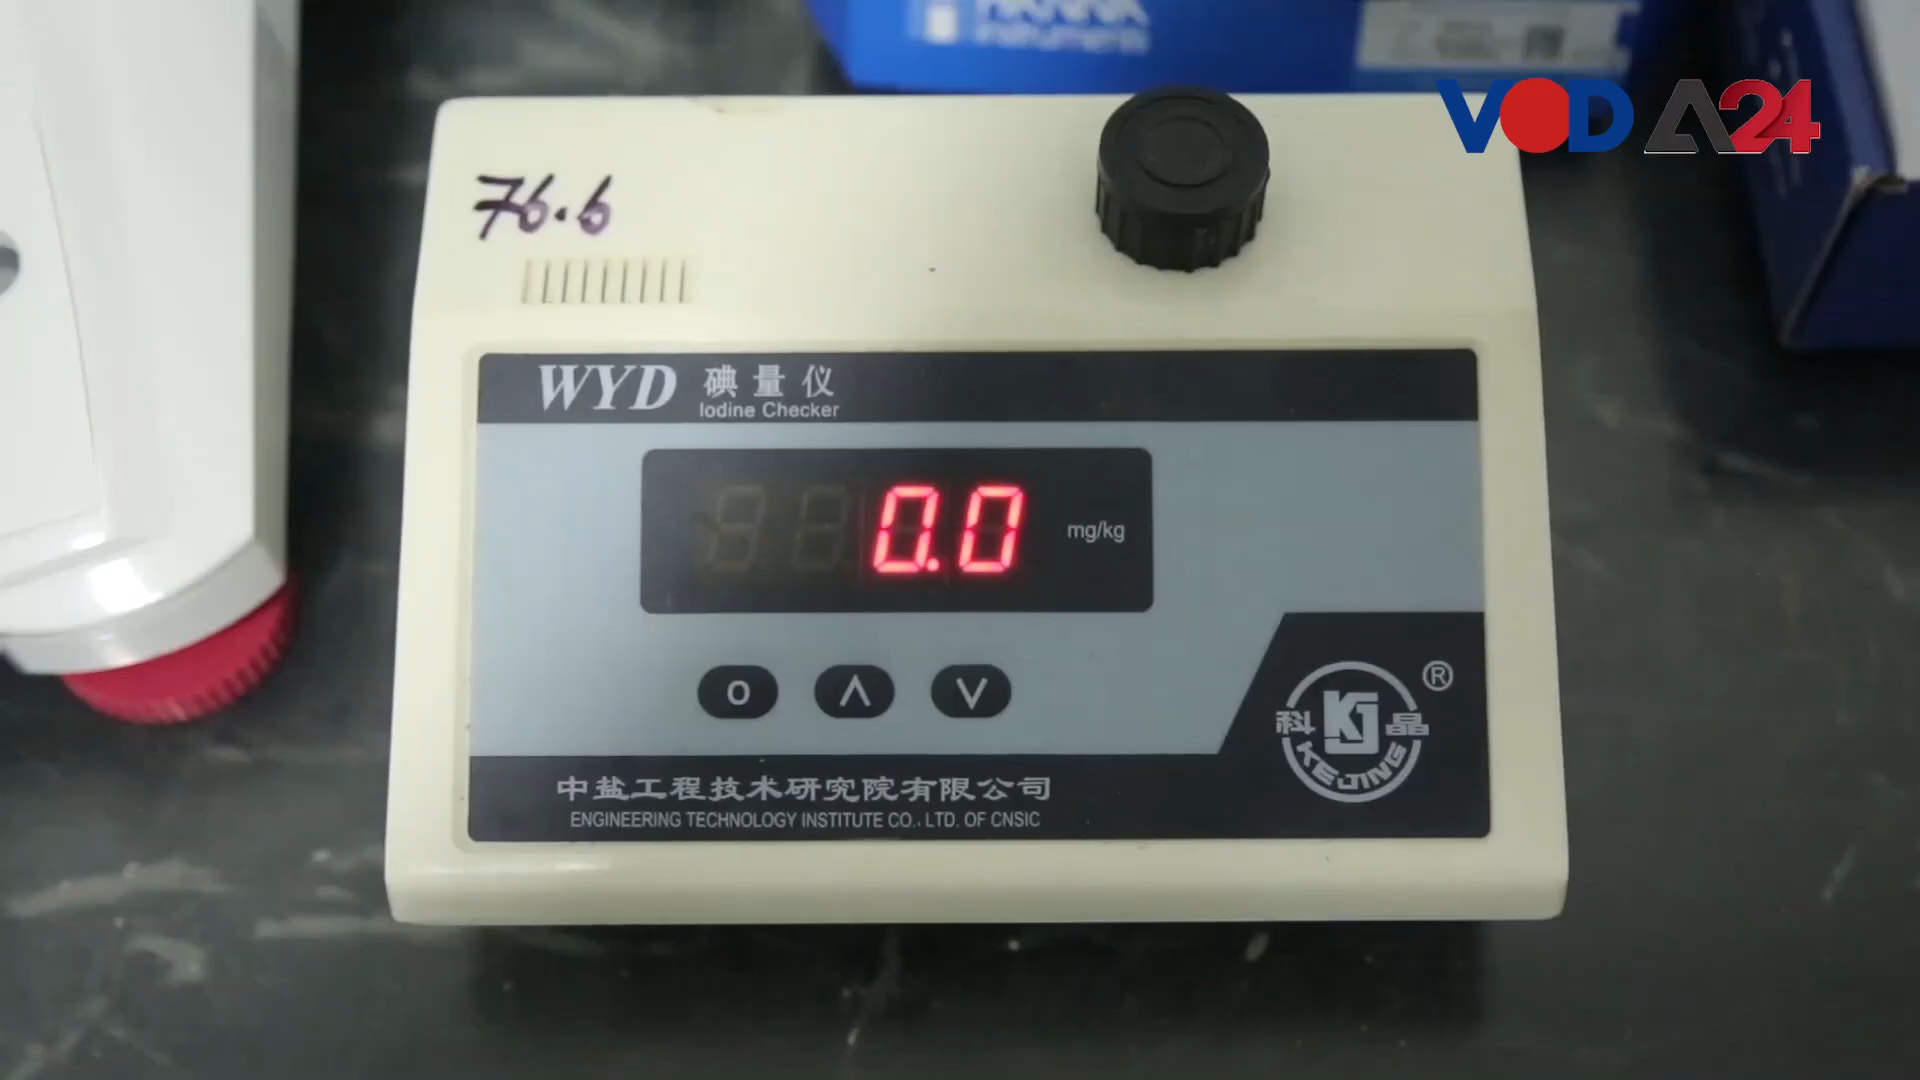 HANNA
instruments
VOD A24
76.6
WYD 碘量仪
Iodine Checker
0.0 mg/kg
O ∧ ∨
科 KJ 晶 ®
KEJING
中盐工程技术研究院有限公司
ENGINEERING TECHNOLOGY INSTITUTE CO., LTD. OF CNSIC